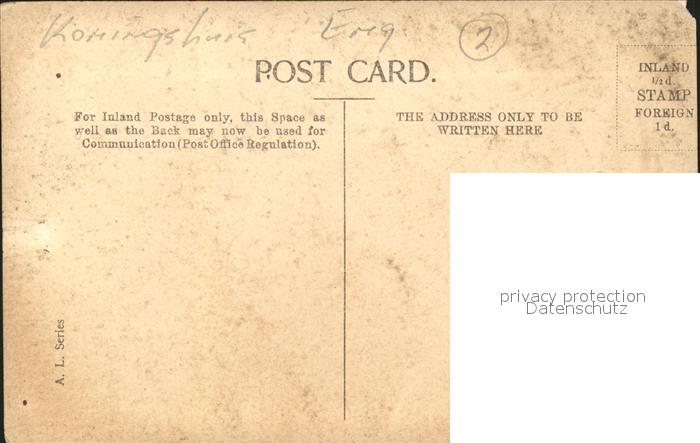 Koningshuis Eng 2
POST CARD.
For Inland Postage only, this Space as
well as the Back may now be used for
Communication (Post Office Regulation).
THE ADDRESS ONLY TO BE
WRITTEN HERE
INLAND
½d.
STAMP
FOREIGN
1d.
A. L. Series
privacy protection
Datenschutz